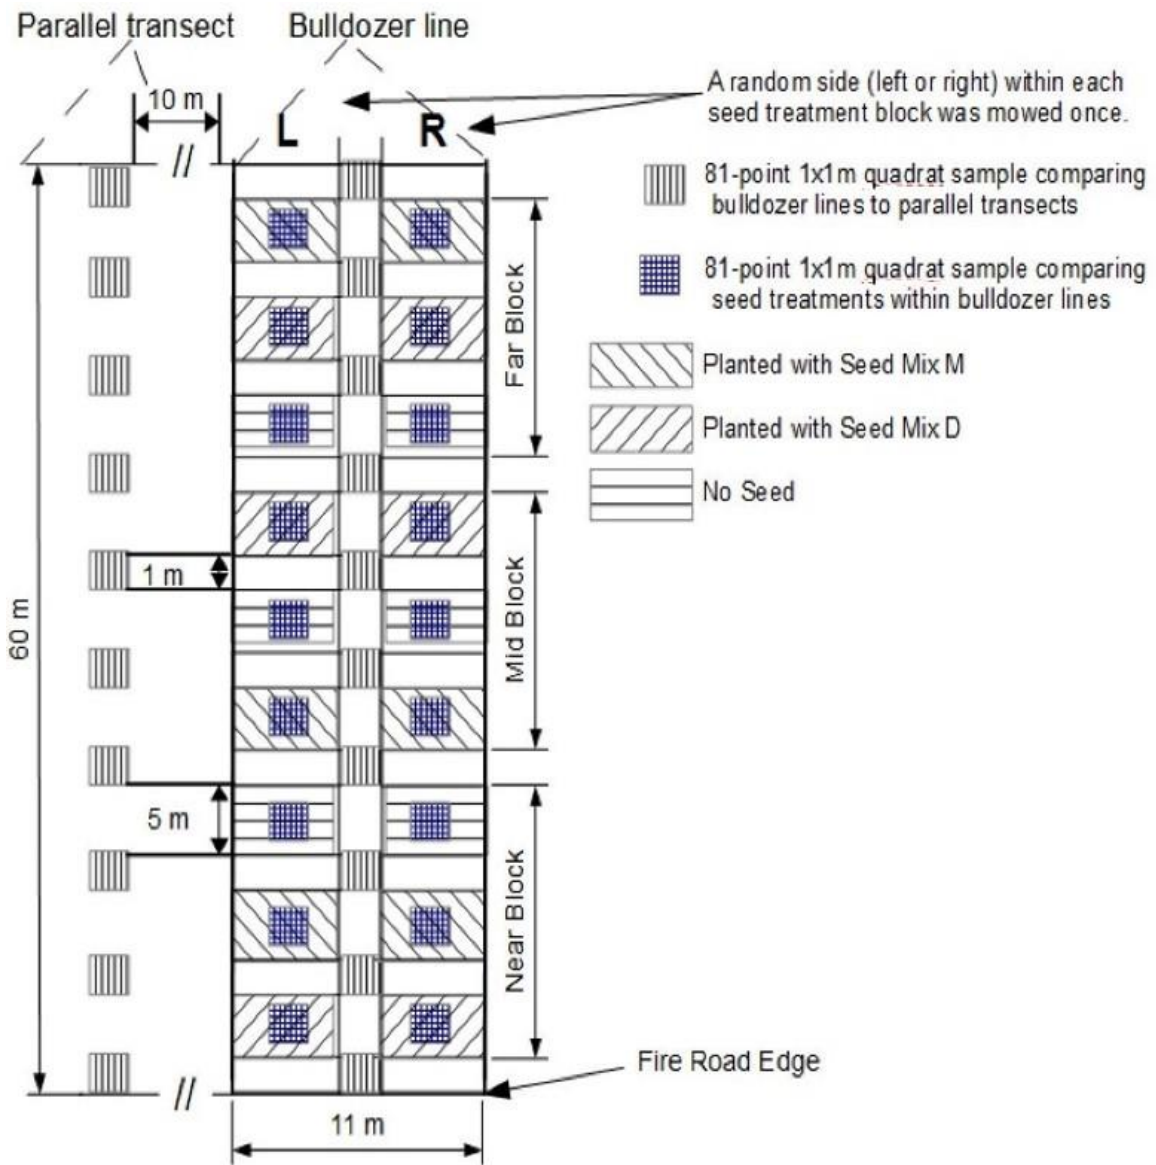 Parallel transect
Bulldozer line
10 m
L
R
A random side (left or right) within each
seed treatment block was mowed once.
81-point 1x1m quadrat sample comparing
bulldozer lines to parallel transects
81-point 1x1m quadrat sample comparing
seed treatments within bulldozer lines
Planted with Seed Mix M
Planted with Seed Mix D
No Seed
Far Block
Mid Block
Near Block
60 m
1 m
5 m
Fire Road Edge
11 m